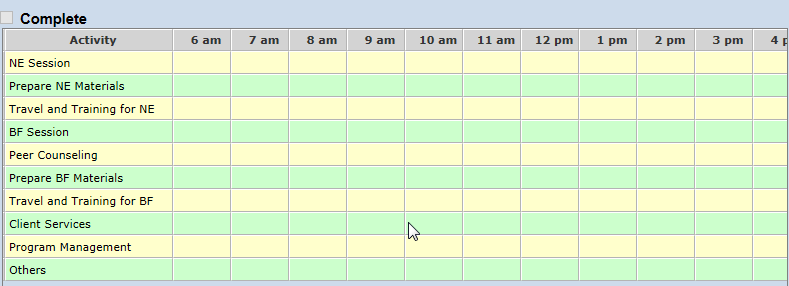 Complete
Activity 6 am 7 am 8 am 9 am 10 am 11 am 12 pm 1 pm 2 pm 3 pm 4 p
NE Session
Prepare NE Materials
Travel and Training for NE
BF Session
Peer Counseling
Prepare BF Materials
Travel and Training for BF
Client Services
Program Management
Others